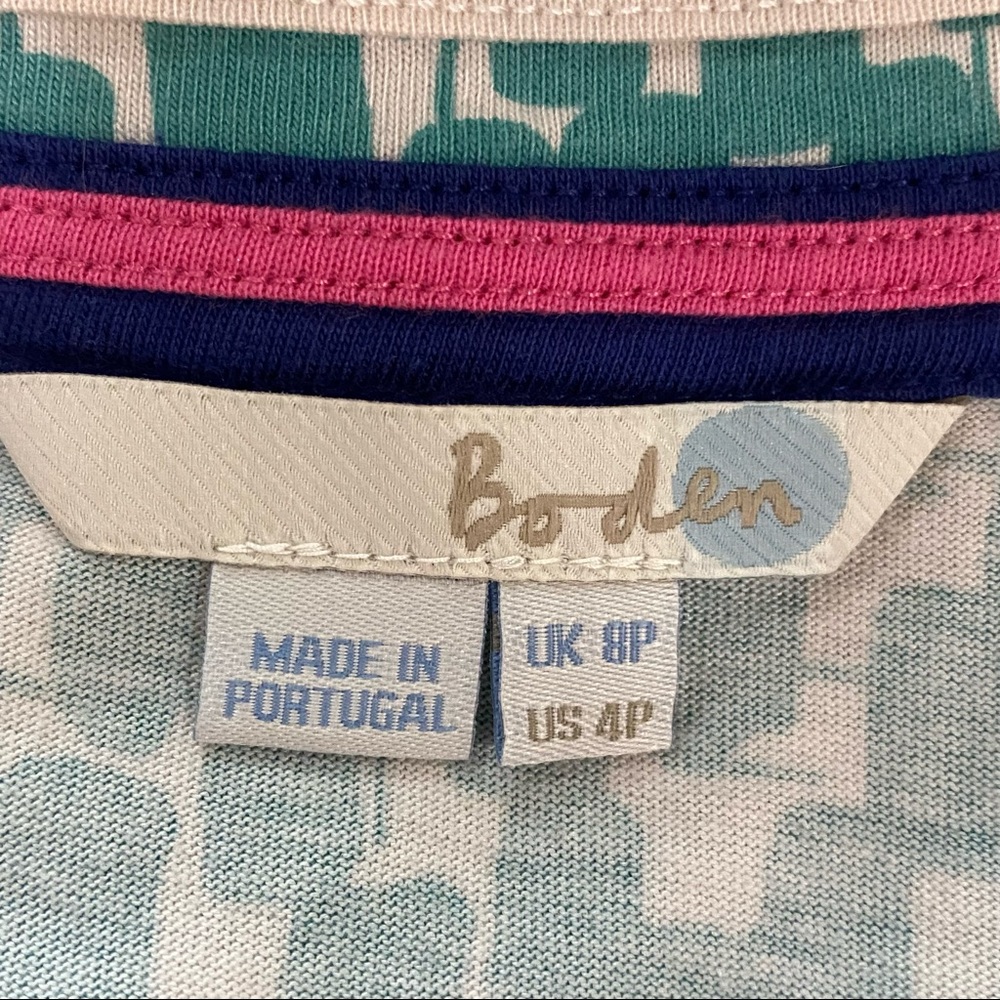 Boden
MADE IN
PORTUGAL
UK 8P
US 4P